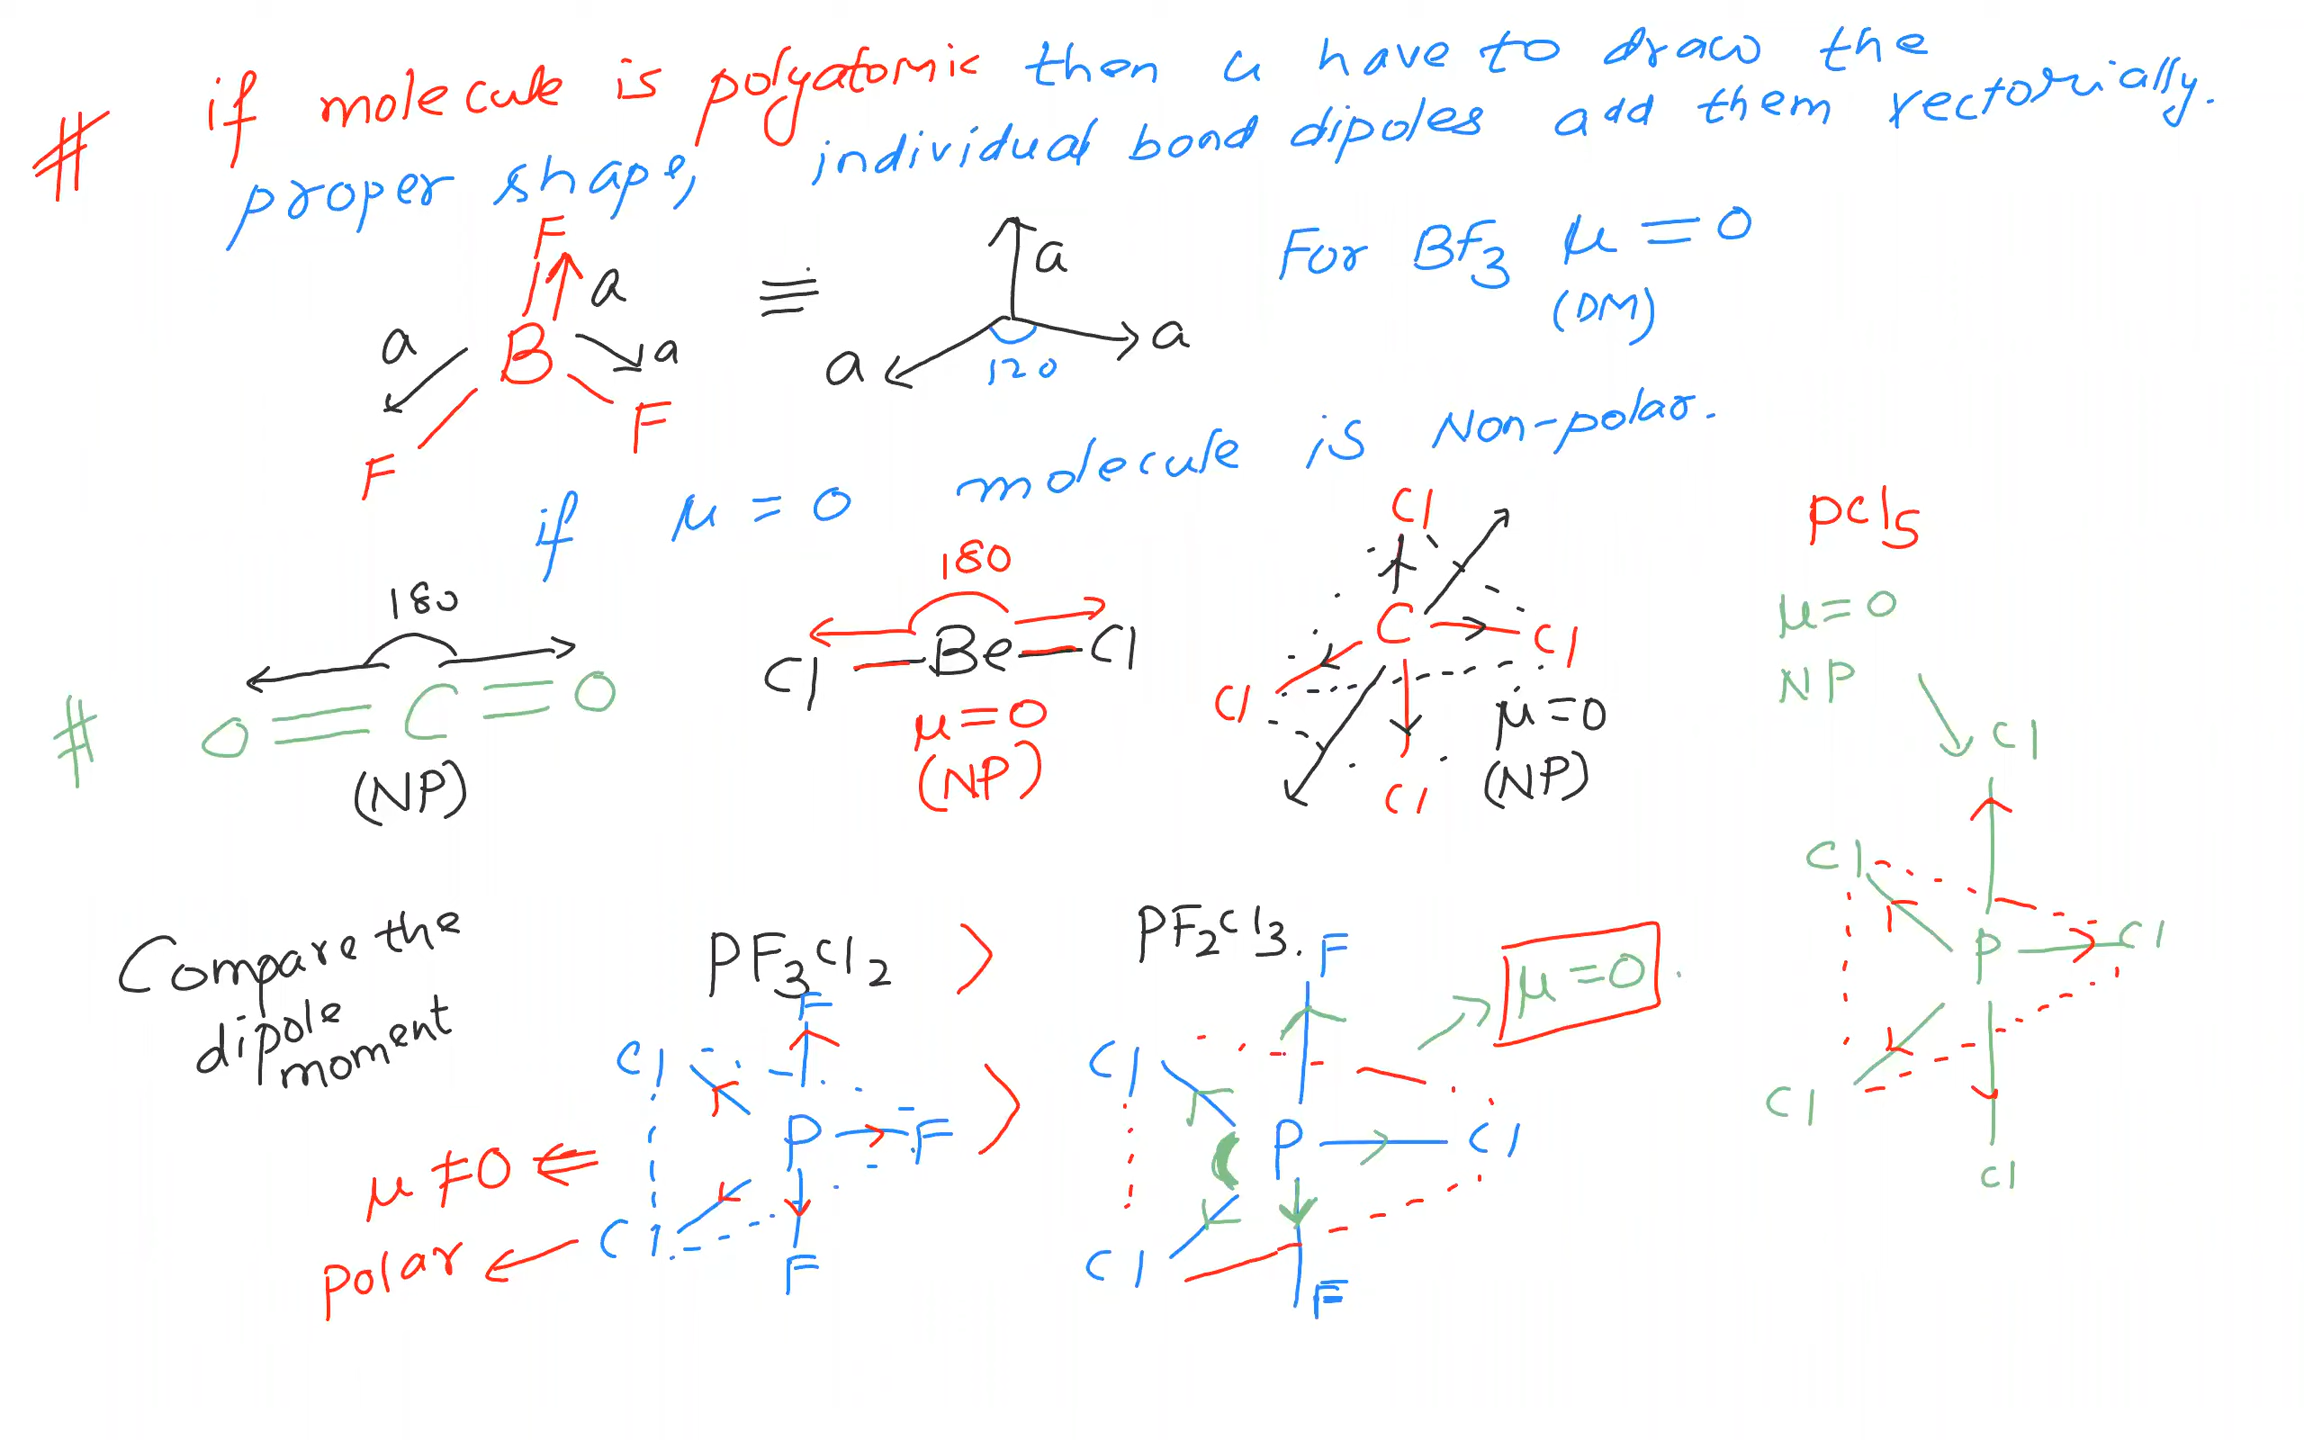 # if molecule is polyatomic then u have to draw the
proper shape, individual bond dipoles add them vectorially.
F
a
a
B
a
F
F
≡
a
a
a
120
For BF3 μ = 0
(DM)
if μ = 0 molecule is Non-polar.
#
180
O = C = O
(NP)
180
Cl - Be - Cl
μ = 0
(NP)
Cl
C
Cl
Cl
Cl
μ = 0
(NP)
PCl5
μ = 0
NP
Cl
Cl
P
Cl
Cl
Cl
Compare the
dipole
moment
PF3Cl2 > PF2Cl3.
F
Cl
P
F
Cl
F
μ ≠ 0
polar
>
F
Cl
P
Cl
Cl
F
μ = 0